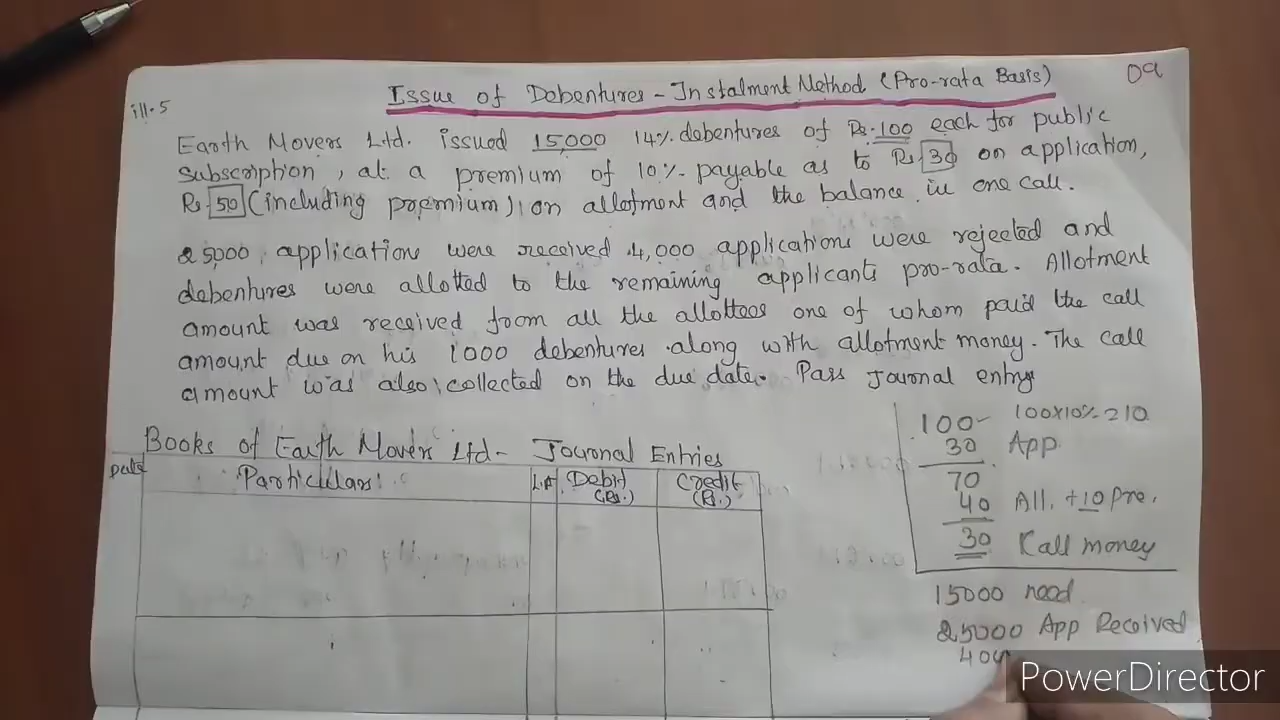 Issue of Debentures - Instalment Method (Pro-rata Basis)
09
ill.5
Earth Movers Ltd. issued 15,000 14% debentures of Rs.100 each for public
subscription, at a premium of 10% payable as to Rs 30 on application,
Rs 50 (including premium) on allotment and the balance in one call.
25000 application were received 4,000 applications were rejected and
debentures were allotted to the remaining applicants pro-rata. Allotment
amount was received from all the allottees one of whom paid the call
amount due on his 1000 debentures along with allotment money. The call
amount was also collected on the due date. Pass Journal entry
Books of Earth Movers Ltd - Journal Entries
Date Particulars L.F Debit (Rs.) Credit (Rs.)
100- 100x10%=10
30 App
70
40 All. +10 Pre.
30 Call money
15000 need
25000 App Received
400
PowerDirector